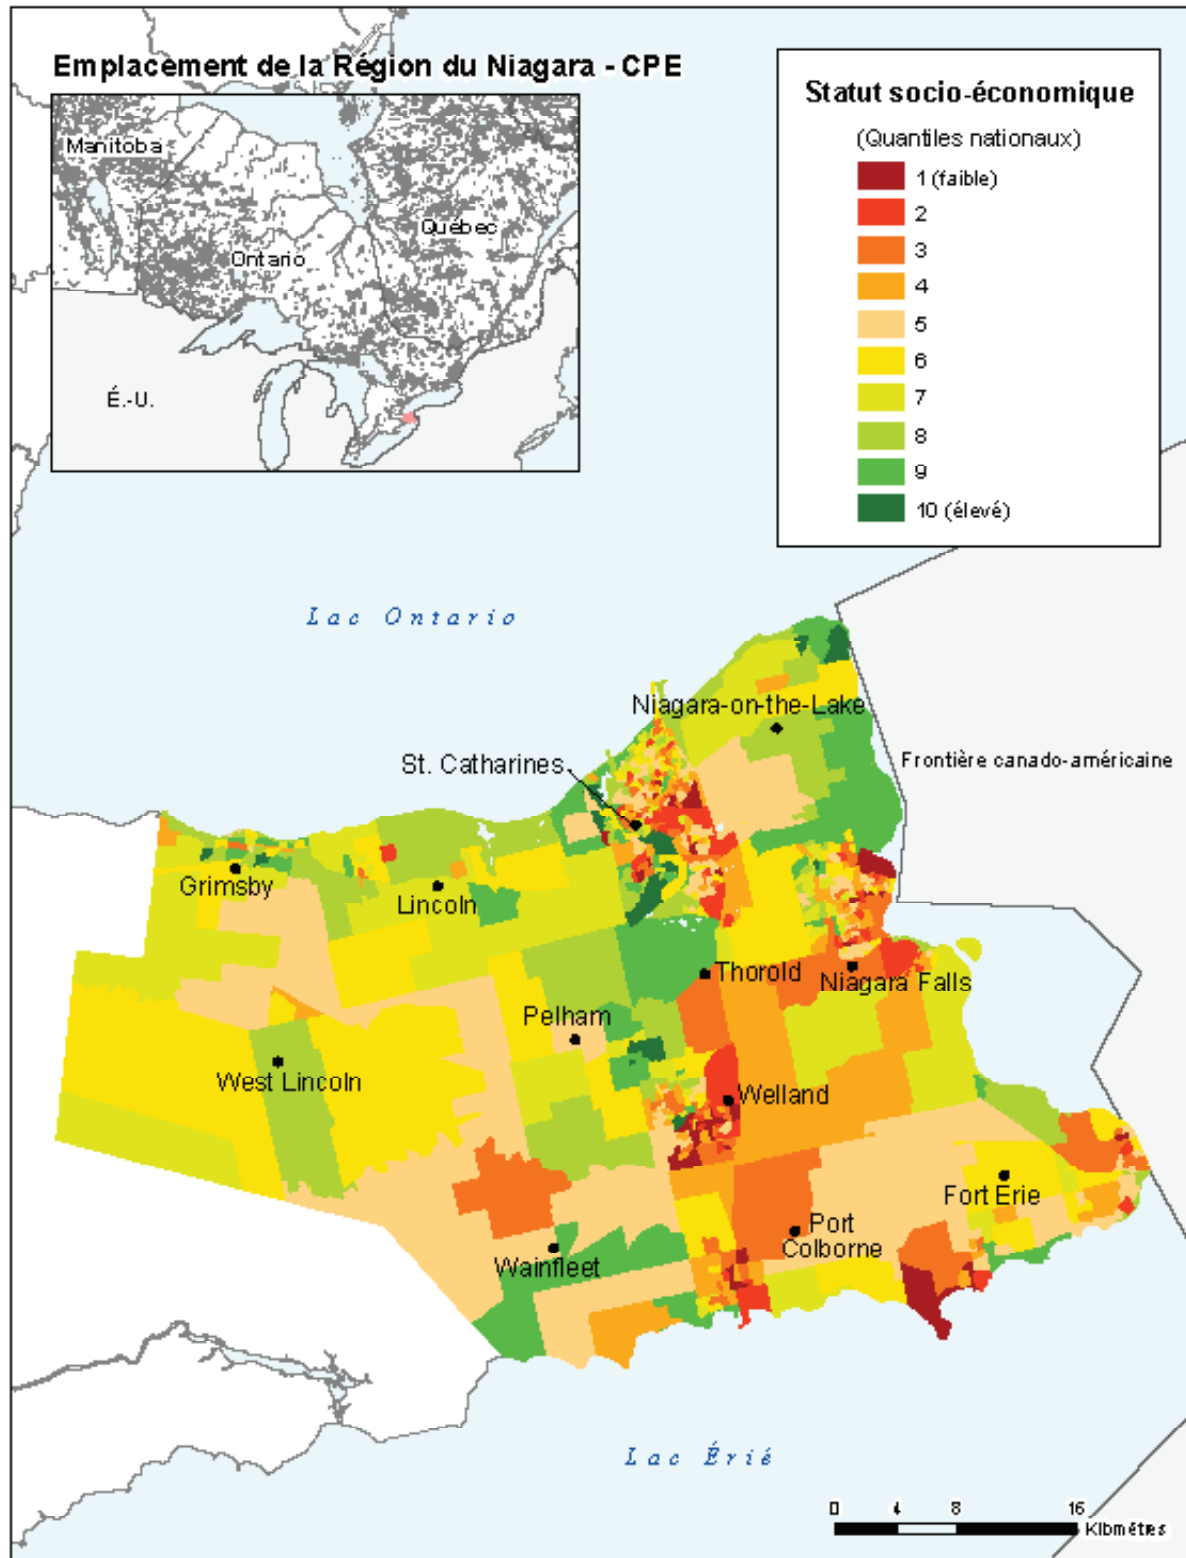 Emplacement de la Région du Niagara - CPE
Manitoba
Ontario
Québec
É.-U.
Statut socio-économique
(Quantiles nationaux)
1 (faible)
2
3
4
5
6
7
8
9
10 (élevé)
Lac Ontario
Niagara-on-the-Lake
St. Catharines
Frontière canado-américaine
Grimsby
Lincoln
Thorold
Niagara Falls
Pelham
West Lincoln
Welland
Fort Erie
Port
Colborne
Wainfleet
Lac Érié
0 4 8 16
Kilométres